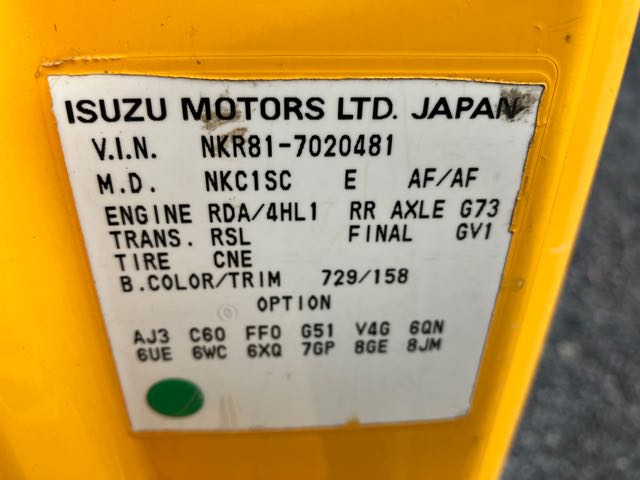 ISUZU MOTORS LTD. JAPAN
V.I.N. NKR81-7020481
M.D. NKC1SC E AF/AF
ENGINE RDA/4HL1 RR AXLE G73
TRANS. RSL FINAL GV1
TIRE CNE
B.COLOR/TRIM 729/158
OPTION
AJ3 C60 FF0 G51 V4G 6QN
6UE 6WC 6XQ 7GP 8GE 8JM